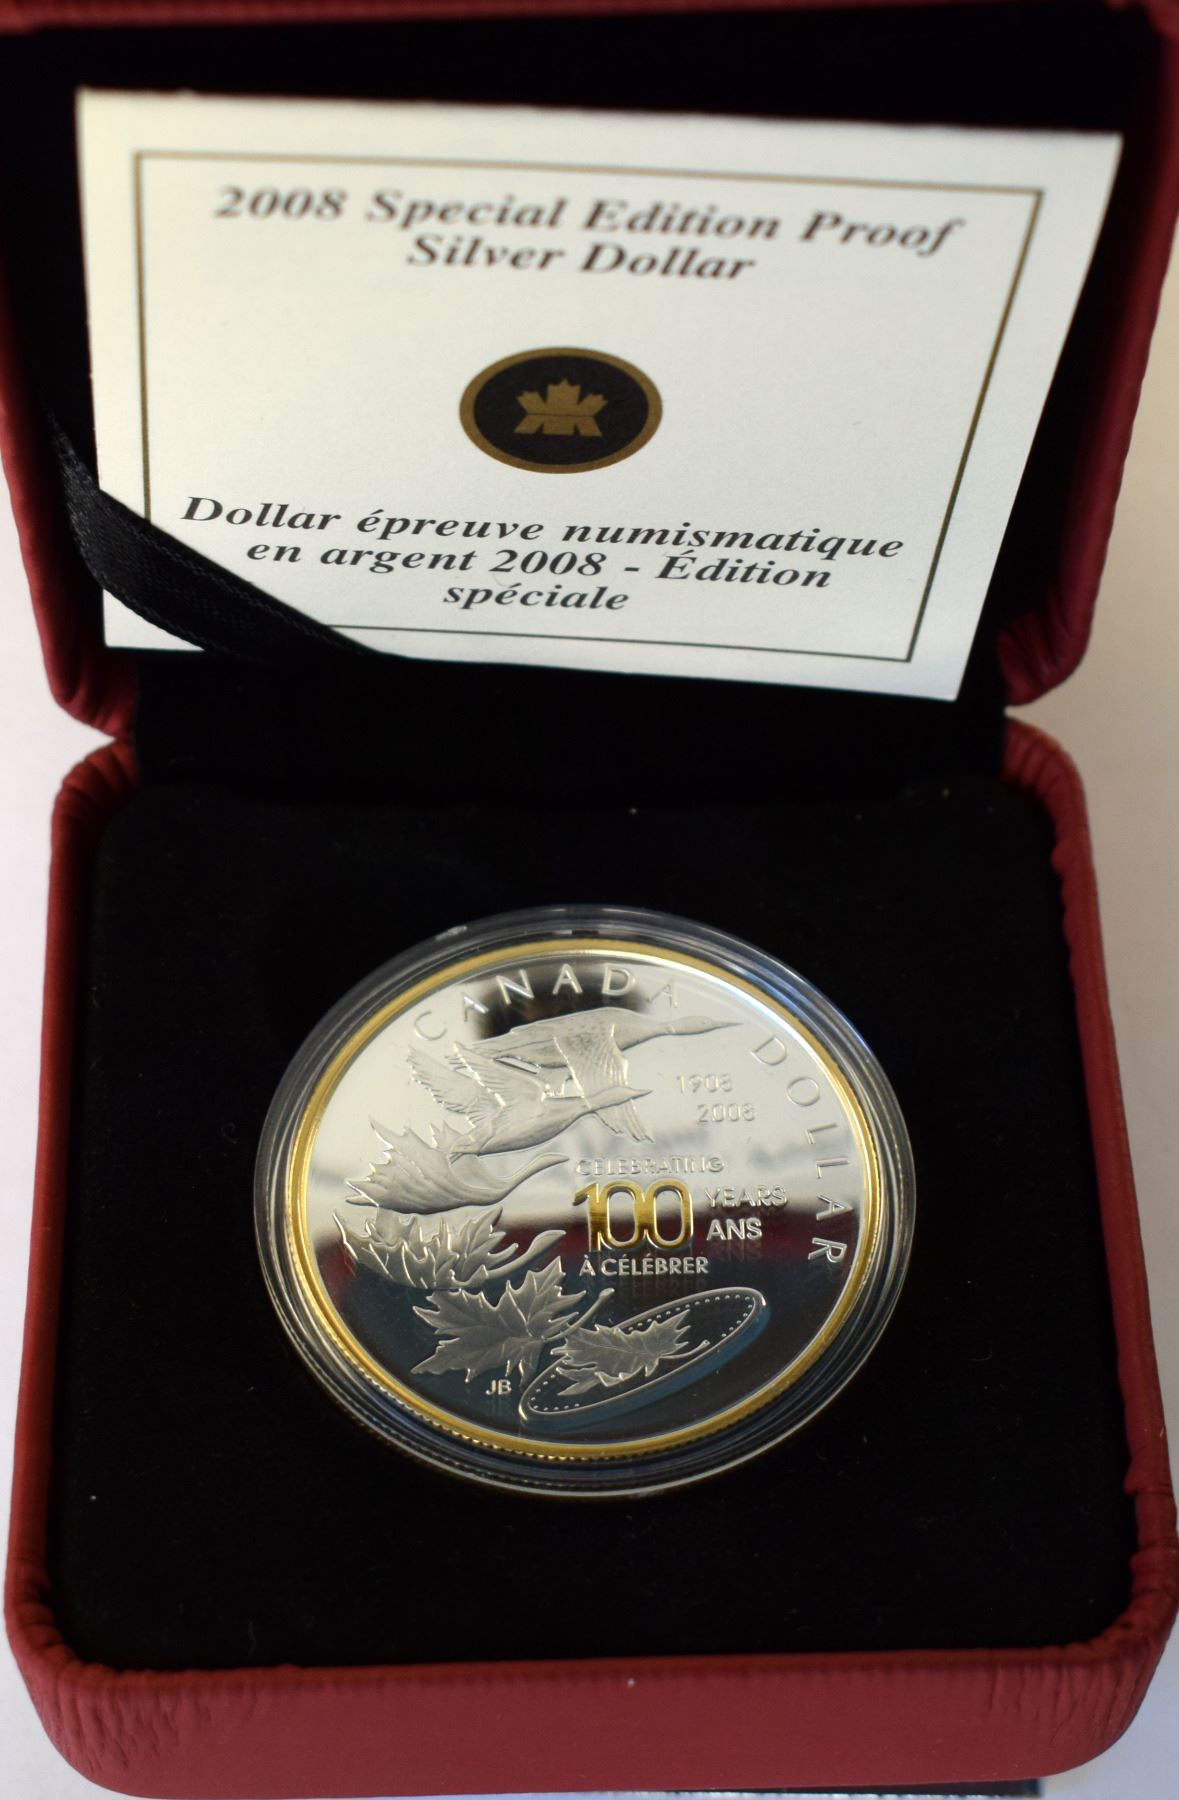 2008 Special Edition Proof
Silver Dollar
Dollar épreuve numismatique
en argent 2008 - Édition
spéciale
CANADA
DOLLAR
1908
2008
CELEBRATING
100 YEARS
ANS
À CÉLÉBRER
JB